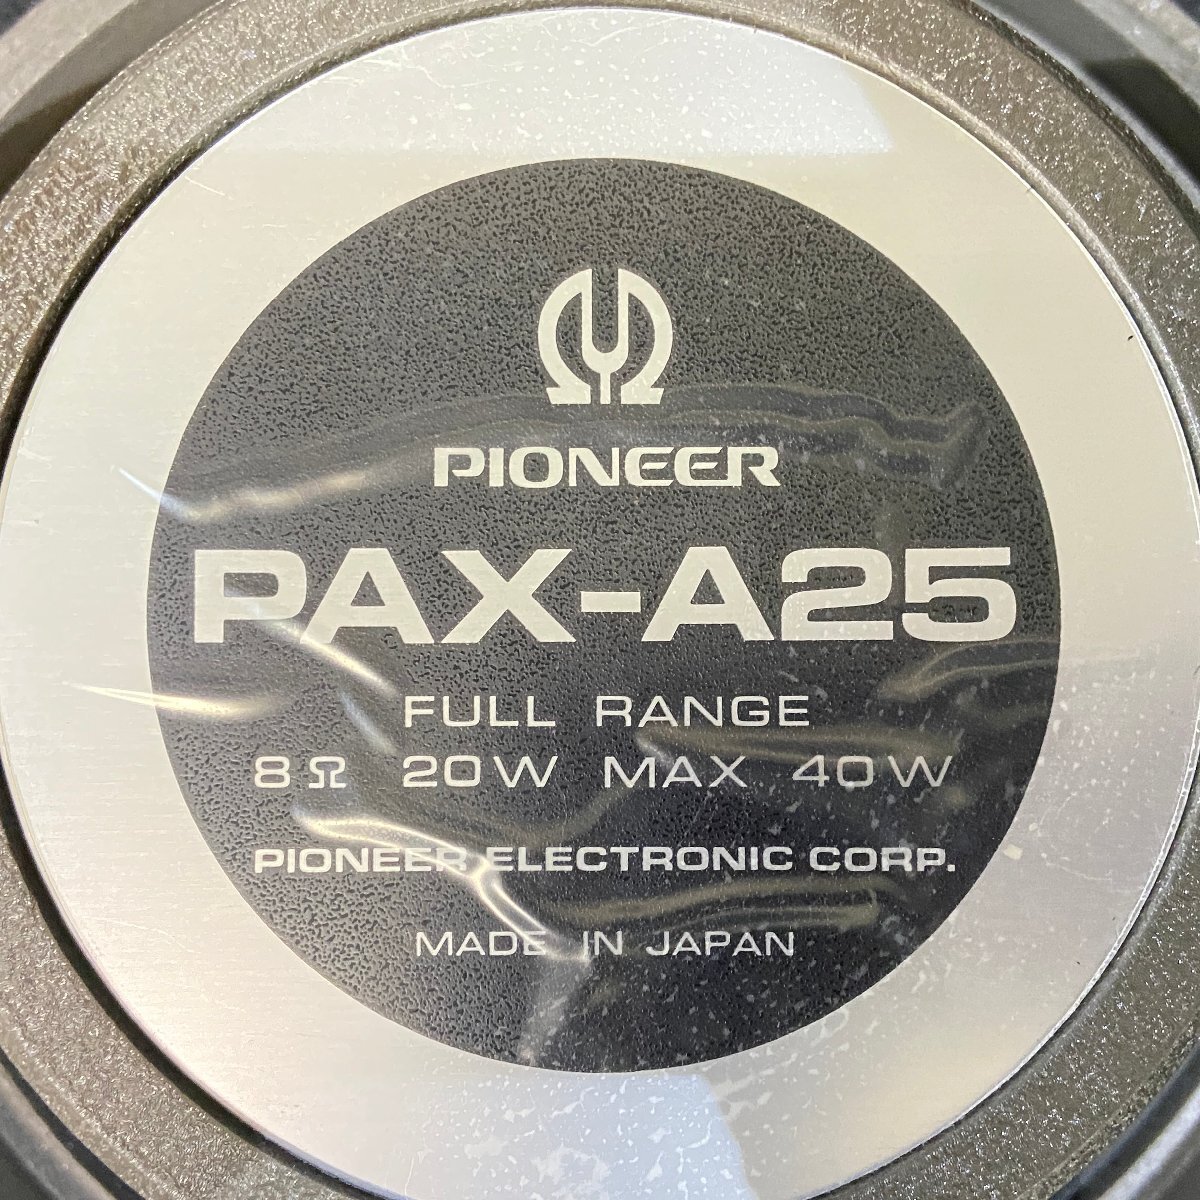 PIONEER
PAX-A25
FULL RANGE
8Ω 20W MAX 40W
PIONEER ELECTRONIC CORP.
MADE IN JAPAN